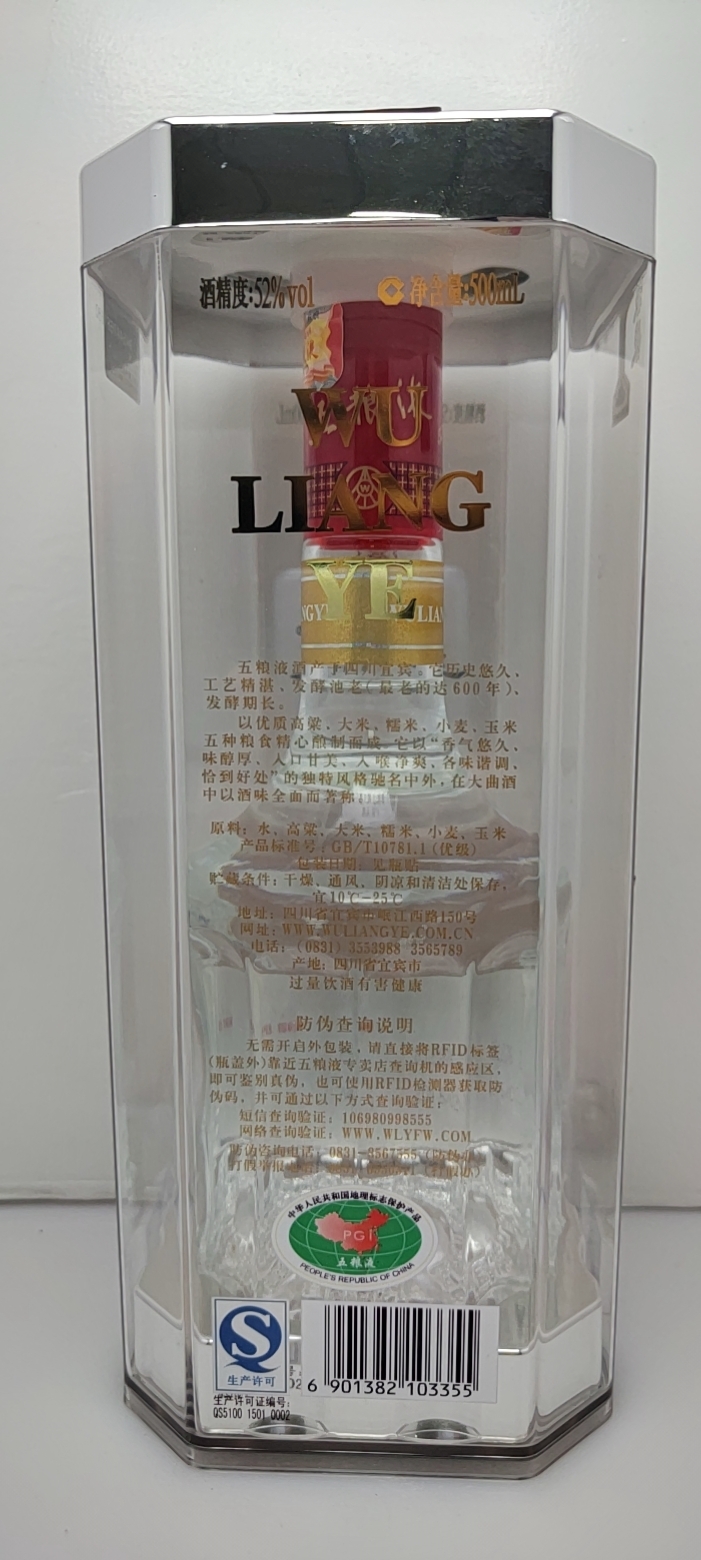 酒精度:52%vol 净含量:500mL
WU
LIANG
YE
五粮液酒产于四川宜宾。它历史悠久、
工艺精湛、发酵池老(最老的达600年)、
发酵期长。
以优质高粱、大米、糯米、小麦、玉米
五种粮食精心酿制而成。它以“香气悠久、
味醇厚、入口甘美、入喉净爽、各味谐调、
恰到好处”的独特风格驰名中外,在大曲酒
中以酒味全面而著称
原料: 水、高粱、大米、糯米、小麦、玉米
产品标准号: GB/T10781.1(优级)
包装日期: 见瓶贴
贮藏条件: 干燥、通风、阴凉和清洁处保存,
宜10℃-25℃
地址: 四川省宜宾市岷江西路150号
网址: WWW.WULIANGYE.COM.CN
电话: (0831) 3553988 3565789
产地: 四川省宜宾市
过量饮酒有害健康
防伪查询说明
无需开启外包装, 请直接将RFID标签
(瓶盖外)靠近五粮液专卖店查询机的感应区,
即可鉴别真伪, 也可使用RFID检测器获取防
伪码, 并可通过以下方式查询验证:
短信查询验证: 106980998555
网络查询验证: WWW.WLYFW.COM
防伪咨询电话: 0831-3567555
打假举报电话:
中华人民共和国地理标志保护产品
PGI
五粮液
PEOPLE'S REPUBLIC OF CHINA
生产许可
生产许可证编号:
QS5100 1501 0002
6 901382 103355